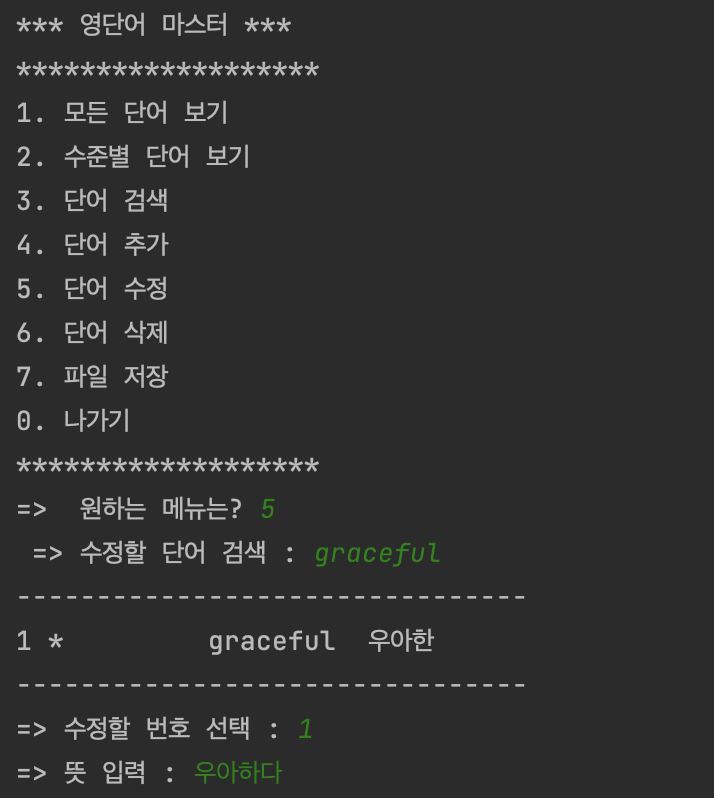 *** 영단어 마스터 ***
*******************
1. 모든 단어 보기
2. 수준별 단어 보기
3. 단어 검색
4. 단어 추가
5. 단어 수정
6. 단어 삭제
7. 파일 저장
0. 나가기
*******************
=>  원하는 메뉴는? 5
 => 수정할 단어 검색 : graceful
--------------------------------
1 *         graceful  우아한
--------------------------------
=> 수정할 번호 선택 : 1
=> 뜻 입력 : 우아하다